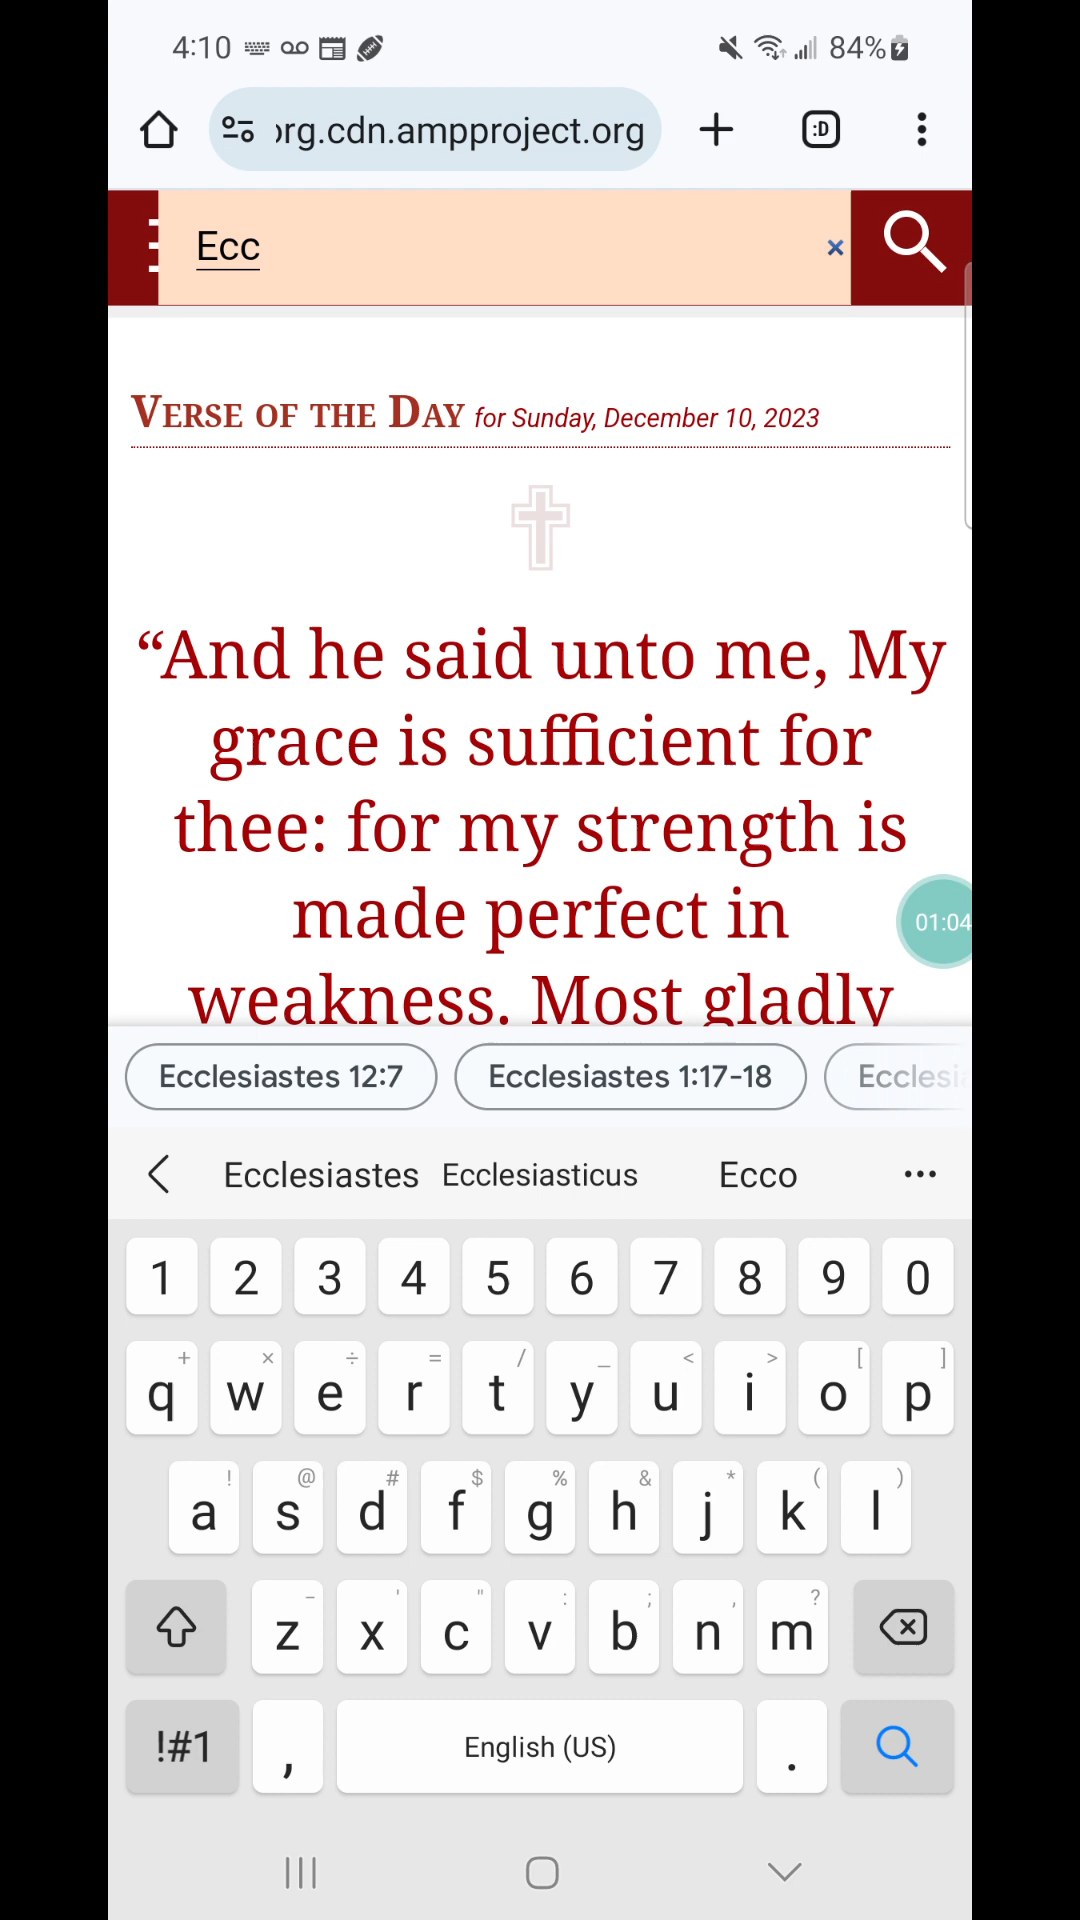 4:10 84%
org.cdn.ampproject.org :D
Ecc ×
VERSE OF THE DAY for Sunday, December 10, 2023
“And he said unto me, My
grace is sufficient for
thee: for my strength is
made perfect in
weakness. Most gladly
01:04
Ecclesiastes 12:7 Ecclesiastes 1:17-18 Ecclesi
Ecclesiastes Ecclesiasticus Ecco ...
1 2 3 4 5 6 7 8 9 0
+ × ÷ = / _ < > [ ]
q w e r t y u i o p
! @ # $ % & * ( )
a s d f g h j k l
- ' " : ; , ?
z x c v b n m
!#1 , English (US) .